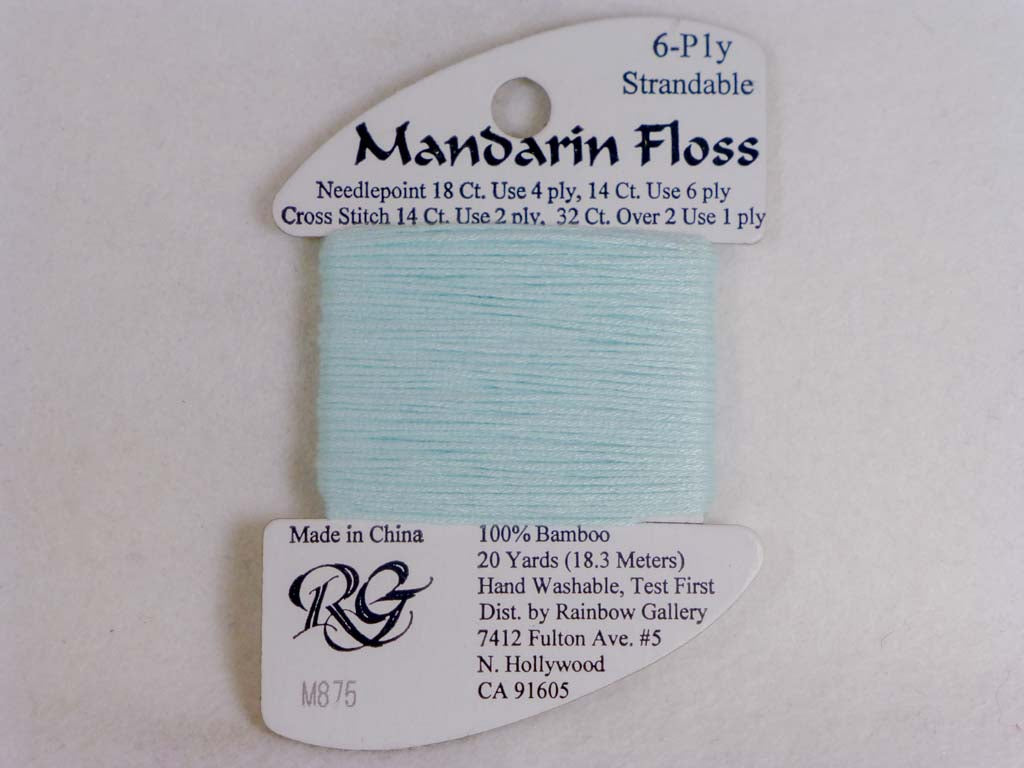 6-Ply
Strandable
Mandarin Floss
Needlepoint 18 Ct. Use 4 ply, 14 Ct. Use 6 ply
Cross Stitch 14 Ct. Use 2 ply, 32 Ct. Over 2 Use 1 ply
Made in China
RG
M875
100% Bamboo
20 Yards (18.3 Meters)
Hand Washable, Test First
Dist. by Rainbow Gallery
7412 Fulton Ave. #5
N. Hollywood
CA 91605